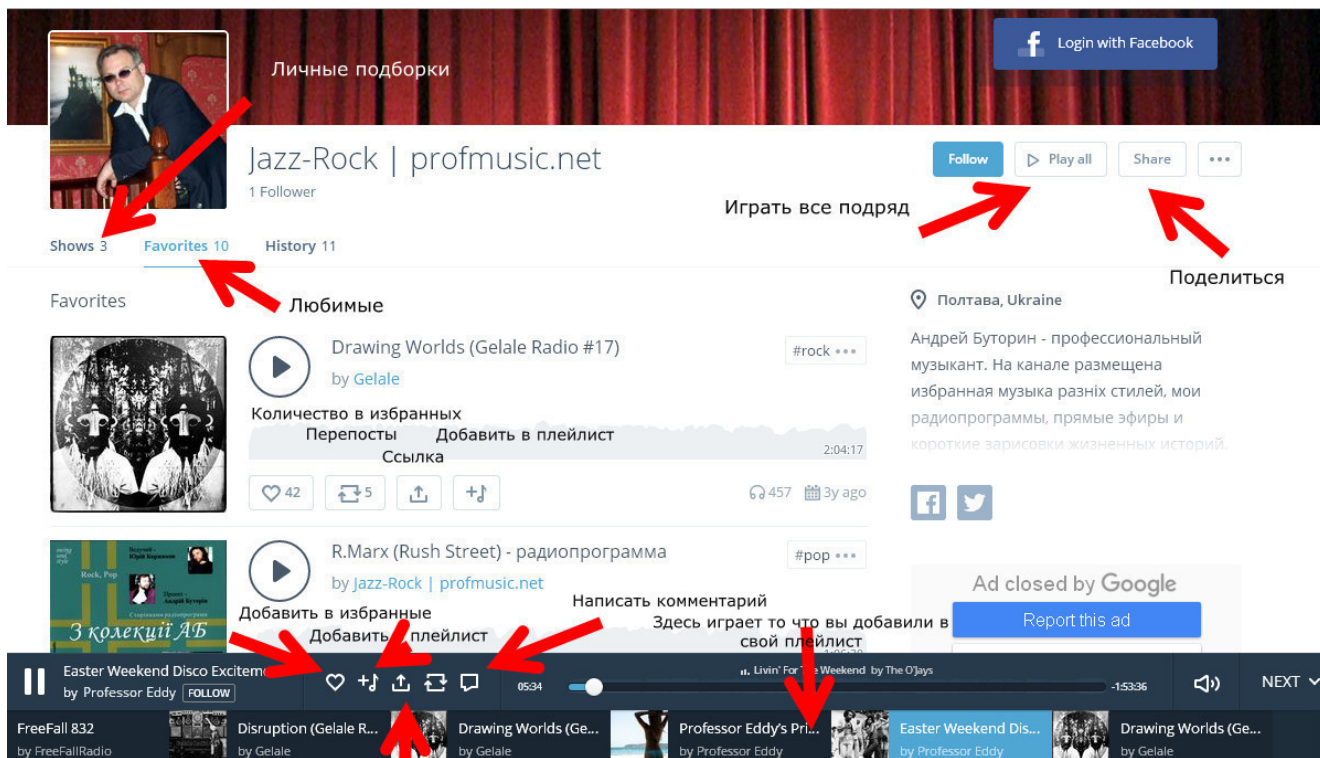 Login with Facebook
Личные подборки
Jazz-Rock | profmusic.net
1 Follower
Follow
Play all
Share
Играть все подряд
Shows 3
Favorites 10
History 11
Поделиться
Favorites
Любимые
Полтава, Ukraine
Drawing Worlds (Gelale Radio #17)
by Gelale
#rock
Андрей Буторин - профессиональный
музыкант. На канале размещена
избранная музыка разніх стилей, мои
радиопрограммы, прямые эфиры и
короткие зарисовки жизненных историй.
Количество в избранных
Перепосты
Добавить в плейлист
Ссылка
2:04:17
42
5
457
3y ago
R.Marx (Rush Street) - радиопрограмма
by Jazz-Rock | profmusic.net
#pop
Rock, Pop
З колекції АБ
Ad closed by Google
Report this ad
Добавить в избранные
Добавить
плейлист
Написать комментарий
Здесь играет то что вы добавили в
свой плейлист
Easter Weekend Disco Excitem
by Professor Eddy FOLLOW
05:34
Livin' For The Weekend by The O'Jays
-1:53:36
NEXT
FreeFall 832
by FreeFallRadio
Disruption (Gelale R...
by Gelale
Drawing Worlds (Ge...
by Gelale
Professor Eddy's Pri...
by Professor Eddy
Easter Weekend Dis...
by Professor Eddy
Drawing Worlds (Ge...
by Gelale